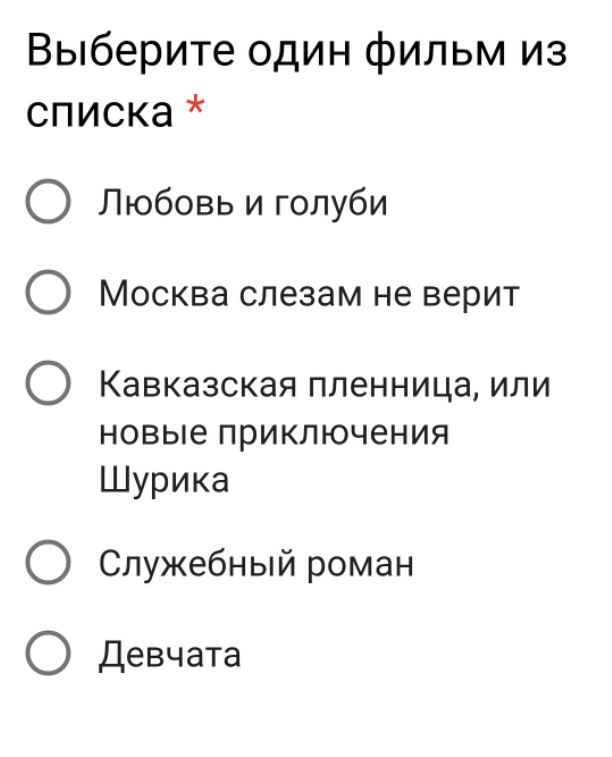 Выберите один фильм из
списка *
Любовь и голуби
Москва слезам не верит
Кавказская пленница, или
новые приключения
Шурика
Служебный роман
Девчата